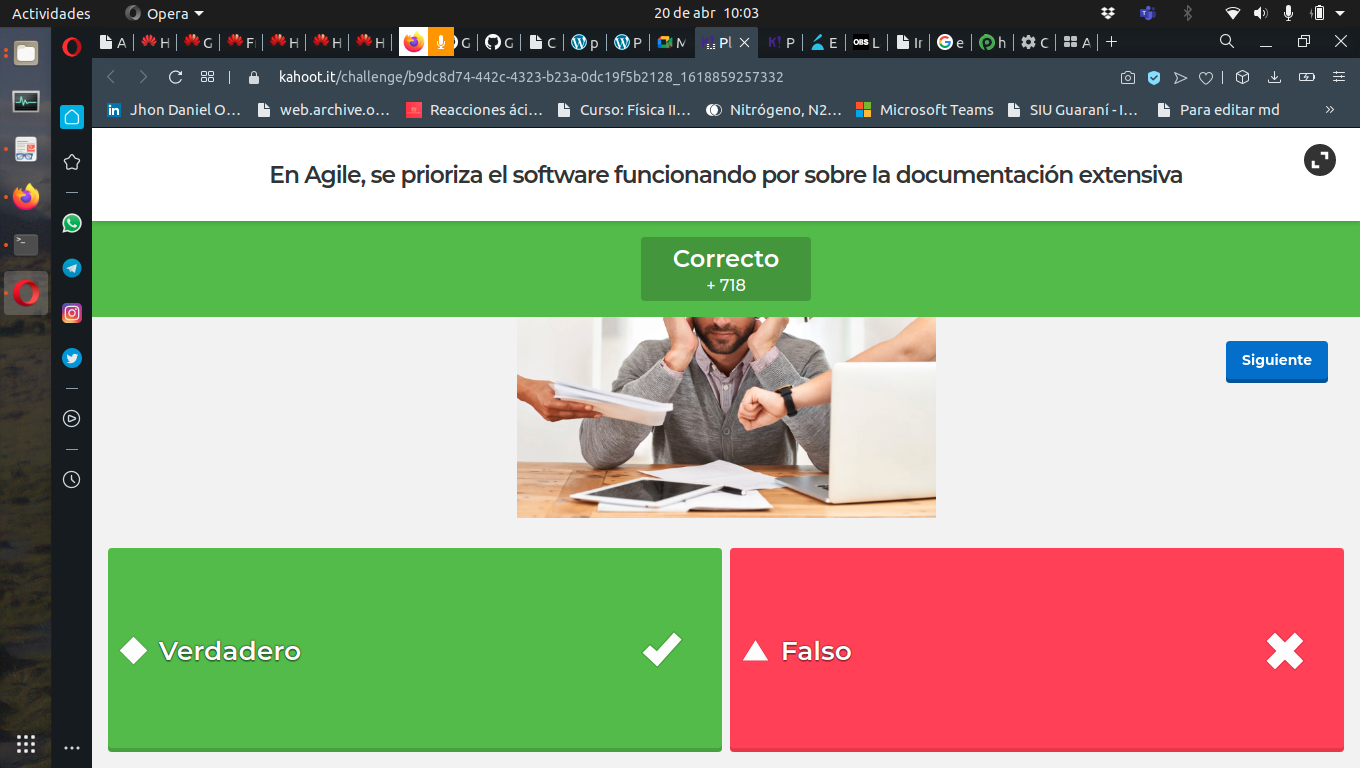 Actividades
Opera
20 de abr 10:03
A
H
G
F
H
H
H
G
G
C
p
P
M
Pl
P
E
OBS L
e
h
C
A
kahoot.it/challenge/b9dc8d74-442c-4323-b23a-0dc19f5b2128_1618859257332
Jhon Daniel O...
web.archive.o...
Reacciones áci...
Curso: Física II...
Nitrógeno, N2...
Microsoft Teams
SIU Guaraní - I...
Para editar md
En Agile, se prioriza el software funcionando por sobre la documentación extensiva
Correcto
+ 718
Siguiente
Verdadero
Falso